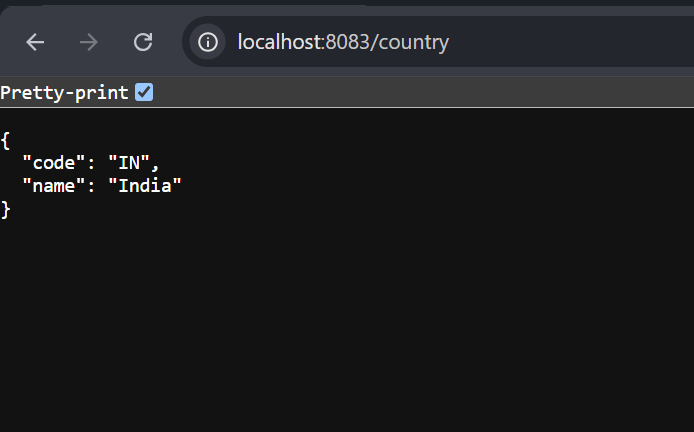 localhost:8083/country
Pretty-print
{
  "code": "IN",
  "name": "India"
}